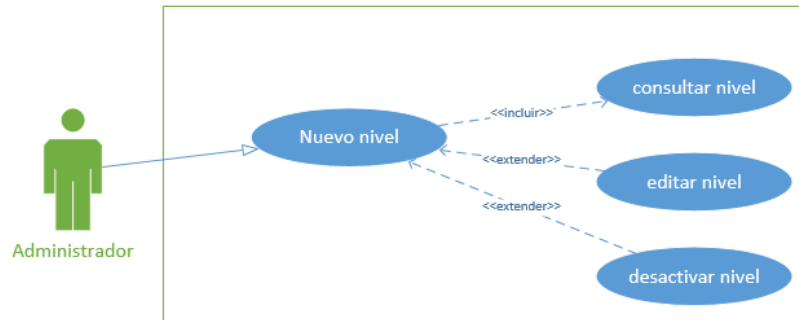 consultar nivel
<<incluir>>
Nuevo nivel
<<extender>>
editar nivel
<<extender>>
Administrador
desactivar nivel